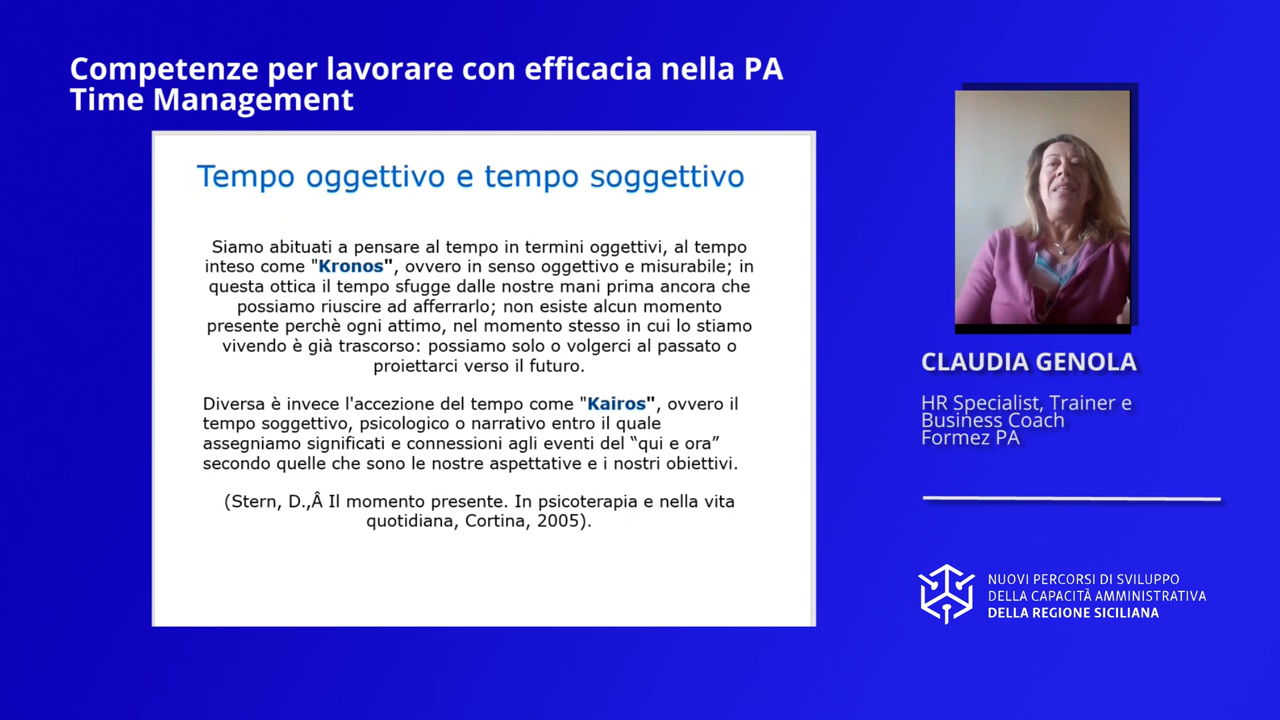 Competenze per lavorare con efficacia nella PA
Time Management
Tempo oggettivo e tempo soggettivo
Siamo abituati a pensare al tempo in termini oggettivi, al tempo
inteso come "Kronos", ovvero in senso oggettivo e misurabile; in
questa ottica il tempo sfugge dalle nostre mani prima ancora che
possiamo riuscire ad afferrarlo; non esiste alcun momento
presente perchè ogni attimo, nel momento stesso in cui lo stiamo
vivendo è già trascorso: possiamo solo o volgerci al passato o
proiettarci verso il futuro.
Diversa è invece l'accezione del tempo come "Kairos", ovvero il
tempo soggettivo, psicologico o narrativo entro il quale
assegniamo significati e connessioni agli eventi del “qui e ora”
secondo quelle che sono le nostre aspettative e i nostri obiettivi.
(Stern, D.,Â Il momento presente. In psicoterapia e nella vita
quotidiana, Cortina, 2005).
CLAUDIA GENOLA
HR Specialist, Trainer e
Business Coach
Formez PA
NUOVI PERCORSI DI SVILUPPO
DELLA CAPACITÀ AMMINISTRATIVA
DELLA REGIONE SICILIANA